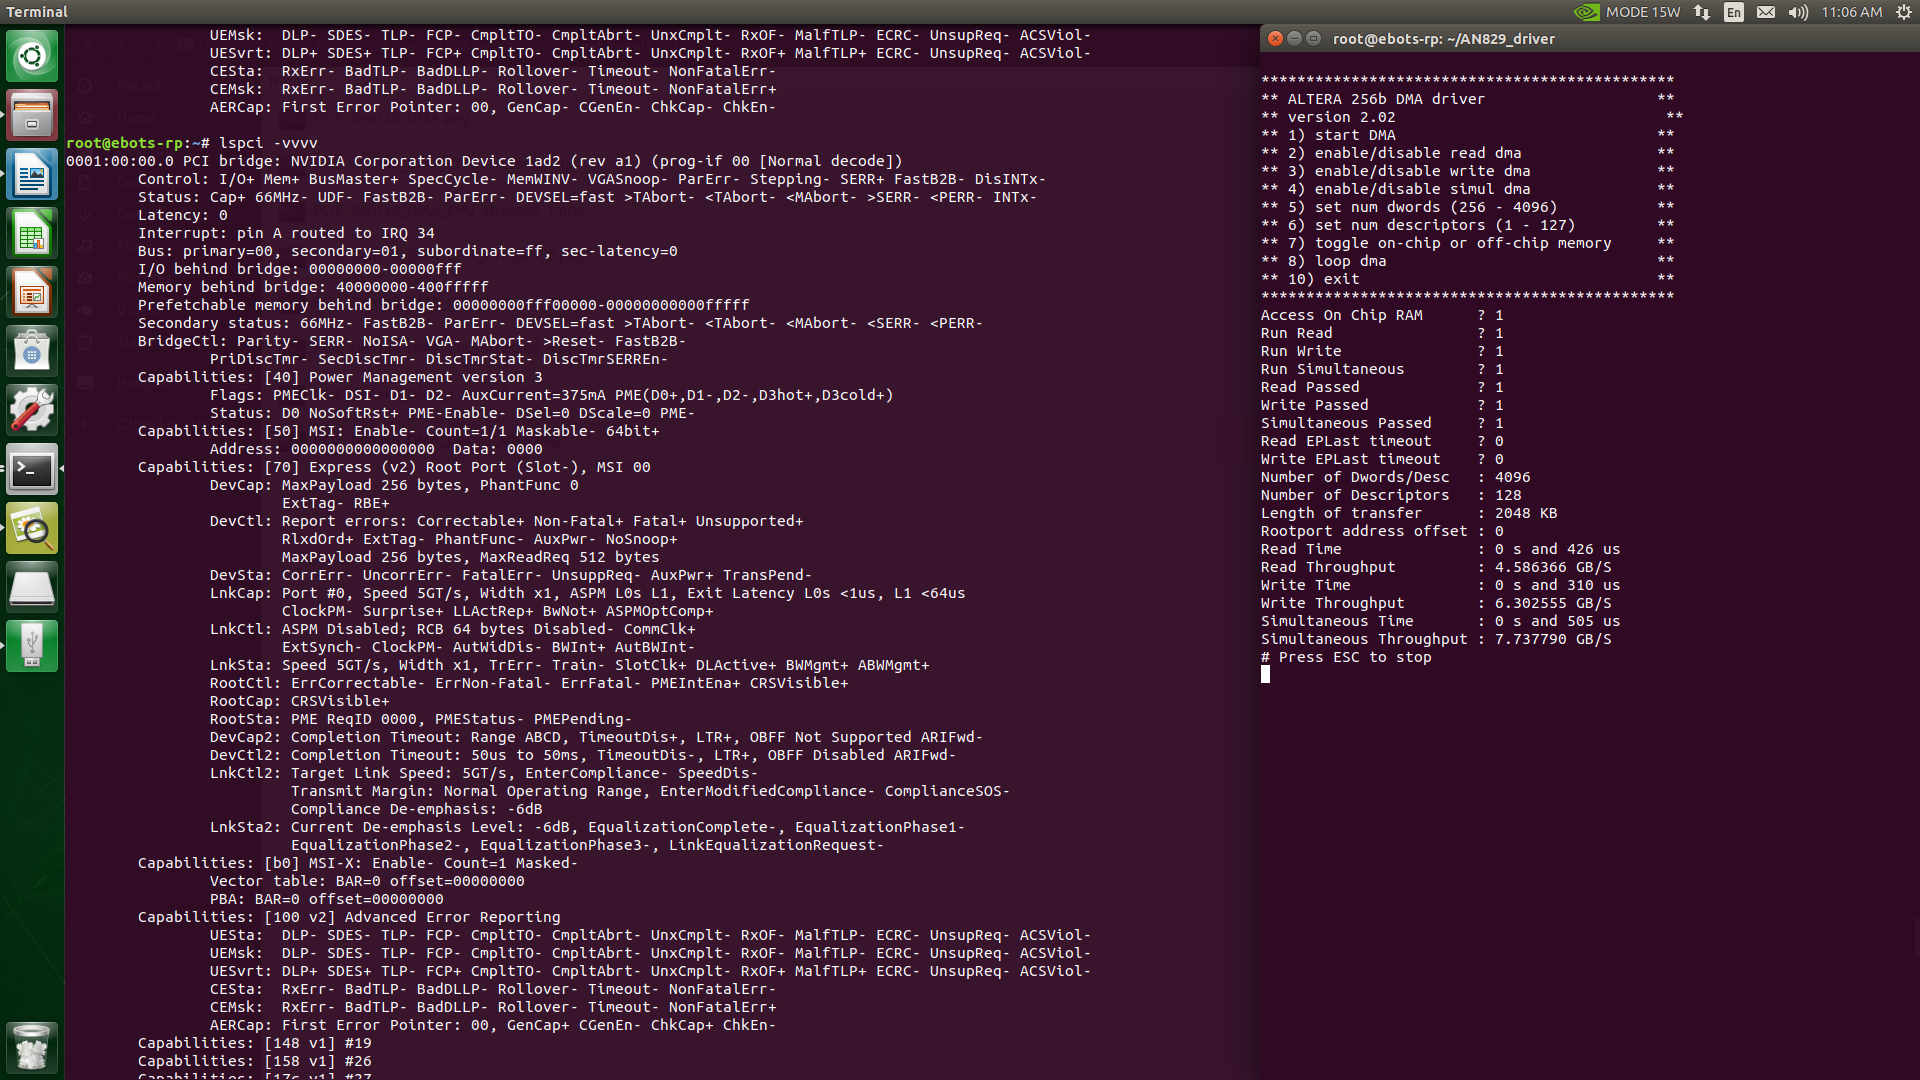 Terminal
MODE 15W
En
11:06 AM
UEMsk:  DLP- SDES- TLP- FCP- CmpltTO- CmpltAbrt- UnxCmplt- RxOF- MalfTLP- ECRC- UnsupReq- ACSViol-
UESvrt: DLP+ SDES+ TLP- FCP+ CmpltTO- CmpltAbrt- UnxCmplt- RxOF+ MalfTLP+ ECRC- UnsupReq- ACSViol-
CESta:  RxErr- BadTLP- BadDLLP- Rollover- Timeout- NonFatalErr-
CEMsk:  RxErr- BadTLP- BadDLLP- Rollover- Timeout- NonFatalErr+
AERCap: First Error Pointer: 00, GenCap- CGenEn- ChkCap- ChkEn-
root@ebots-rp:~# lspci -vvvv
0001:00:00.0 PCI bridge: NVIDIA Corporation Device 1ad2 (rev a1) (prog-if 00 [Normal decode])
Control: I/O+ Mem+ BusMaster+ SpecCycle- MemWINV- VGASnoop- ParErr- Stepping- SERR+ FastB2B- DisINTx-
Status: Cap+ 66MHz- UDF- FastB2B- ParErr- DEVSEL=fast >TAbort- <TAbort- <MAbort- >SERR- <PERR- INTx-
Latency: 0
Interrupt: pin A routed to IRQ 34
Bus: primary=00, secondary=01, subordinate=ff, sec-latency=0
I/O behind bridge: 00000000-00000fff
Memory behind bridge: 40000000-400fffff
Prefetchable memory behind bridge: 00000000fff00000-00000000000fffff
Secondary status: 66MHz- FastB2B- ParErr- DEVSEL=fast >TAbort- <TAbort- <MAbort- <SERR- <PERR-
BridgeCtl: Parity- SERR- NoISA- VGA- MAbort- >Reset- FastB2B-
PriDiscTmr- SecDiscTmr- DiscTmrStat- DiscTmrSERREn-
Capabilities: [40] Power Management version 3
Flags: PMEClk- DSI- D1- D2- AuxCurrent=375mA PME(D0+,D1-,D2-,D3hot+,D3cold+)
Status: D0 NoSoftRst+ PME-Enable- DSel=0 DScale=0 PME-
Capabilities: [50] MSI: Enable- Count=1/1 Maskable- 64bit+
Address: 0000000000000000  Data: 0000
Capabilities: [70] Express (v2) Root Port (Slot-), MSI 00
DevCap: MaxPayload 256 bytes, PhantFunc 0
ExtTag- RBE+
DevCtl: Report errors: Correctable+ Non-Fatal+ Fatal+ Unsupported+
RlxdOrd+ ExtTag- PhantFunc- AuxPwr- NoSnoop+
MaxPayload 256 bytes, MaxReadReq 512 bytes
DevSta: CorrErr- UncorrErr- FatalErr- UnsuppReq- AuxPwr+ TransPend-
LnkCap: Port #0, Speed 5GT/s, Width x1, ASPM L0s L1, Exit Latency L0s <1us, L1 <64us
ClockPM- Surprise+ LLActRep+ BwNot+ ASPMOptComp+
LnkCtl: ASPM Disabled; RCB 64 bytes Disabled- CommClk+
ExtSynch- ClockPM- AutWidDis- BWInt+ AutBWInt-
LnkSta: Speed 5GT/s, Width x1, TrErr- Train- SlotClk+ DLActive+ BWMgmt+ ABWMgmt+
RootCtl: ErrCorrectable- ErrNon-Fatal- ErrFatal- PMEIntEna+ CRSVisible+
RootCap: CRSVisible+
RootSta: PME ReqID 0000, PMEStatus- PMEPending-
DevCap2: Completion Timeout: Range ABCD, TimeoutDis+, LTR+, OBFF Not Supported ARIFwd-
DevCtl2: Completion Timeout: 50us to 50ms, TimeoutDis-, LTR+, OBFF Disabled ARIFwd-
LnkCtl2: Target Link Speed: 5GT/s, EnterCompliance- SpeedDis-
Transmit Margin: Normal Operating Range, EnterModifiedCompliance- ComplianceSOS-
Compliance De-emphasis: -6dB
LnkSta2: Current De-emphasis Level: -6dB, EqualizationComplete-, EqualizationPhase1-
EqualizationPhase2-, EqualizationPhase3-, LinkEqualizationRequest-
Capabilities: [b0] MSI-X: Enable- Count=1 Masked-
Vector table: BAR=0 offset=00000000
PBA: BAR=0 offset=00000000
Capabilities: [100 v2] Advanced Error Reporting
UESta:  DLP- SDES- TLP- FCP- CmpltTO- CmpltAbrt- UnxCmplt- RxOF- MalfTLP- ECRC- UnsupReq- ACSViol-
UEMsk:  DLP- SDES- TLP- FCP- CmpltTO- CmpltAbrt- UnxCmplt- RxOF- MalfTLP- ECRC- UnsupReq- ACSViol-
UESvrt: DLP+ SDES+ TLP- FCP+ CmpltTO- CmpltAbrt- UnxCmplt- RxOF+ MalfTLP+ ECRC- UnsupReq- ACSViol-
CESta:  RxErr- BadTLP- BadDLLP- Rollover- Timeout- NonFatalErr-
CEMsk:  RxErr- BadTLP- BadDLLP- Rollover- Timeout- NonFatalErr+
AERCap: First Error Pointer: 00, GenCap+ CGenEn- ChkCap+ ChkEn-
Capabilities: [148 v1] #19
Capabilities: [158 v1] #26
Capabilities: [17c v1] #27
root@ebots-rp: ~/AN829_driver
**********************************************
** ALTERA 256b DMA driver                   **
** version 2.02                              **
** 1) start DMA                             **
** 2) enable/disable read dma               **
** 3) enable/disable write dma              **
** 4) enable/disable simul dma              **
** 5) set num dwords (256 - 4096)           **
** 6) set num descriptors (1 - 127)         **
** 7) toggle on-chip or off-chip memory     **
** 8) loop dma                              **
** 10) exit                                 **
**********************************************
Access On Chip RAM      ? 1
Run Read                ? 1
Run Write               ? 1
Run Simultaneous        ? 1
Read Passed             ? 1
Write Passed            ? 1
Simultaneous Passed     ? 1
Read EPLast timeout     ? 0
Write EPLast timeout    ? 0
Number of Dwords/Desc   : 4096
Number of Descriptors   : 128
Length of transfer      : 2048 KB
Rootport address offset : 0
Read Time               : 0 s and 426 us
Read Throughput         : 4.586366 GB/S
Write Time              : 0 s and 310 us
Write Throughput        : 6.302555 GB/S
Simultaneous Time       : 0 s and 505 us
Simultaneous Throughput : 7.737790 GB/S
# Press ESC to stop